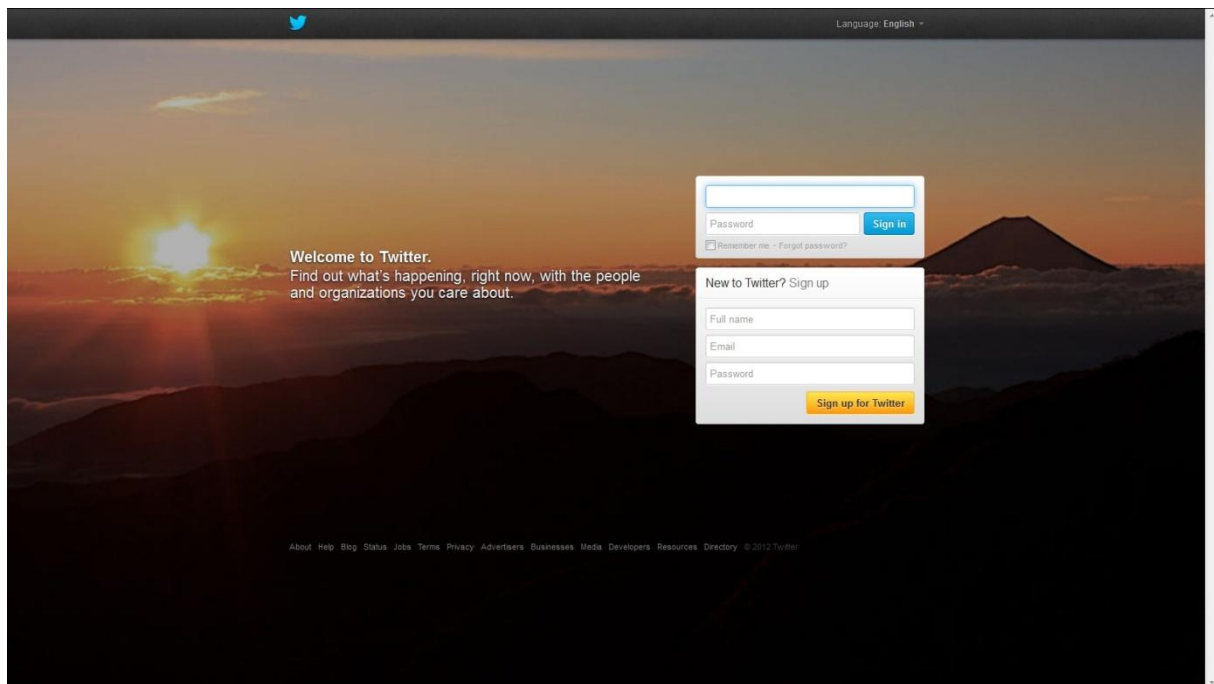 Language: English
Password
Sign in
Remember me · Forgot password?
Welcome to Twitter.
Find out what's happening, right now, with the people
and organizations you care about.
New to Twitter? Sign up
Full name
Email
Password
Sign up for Twitter
About Help Blog Status Jobs Terms Privacy Advertisers Businesses Media Developers Resources Directory © 2012 Twitter